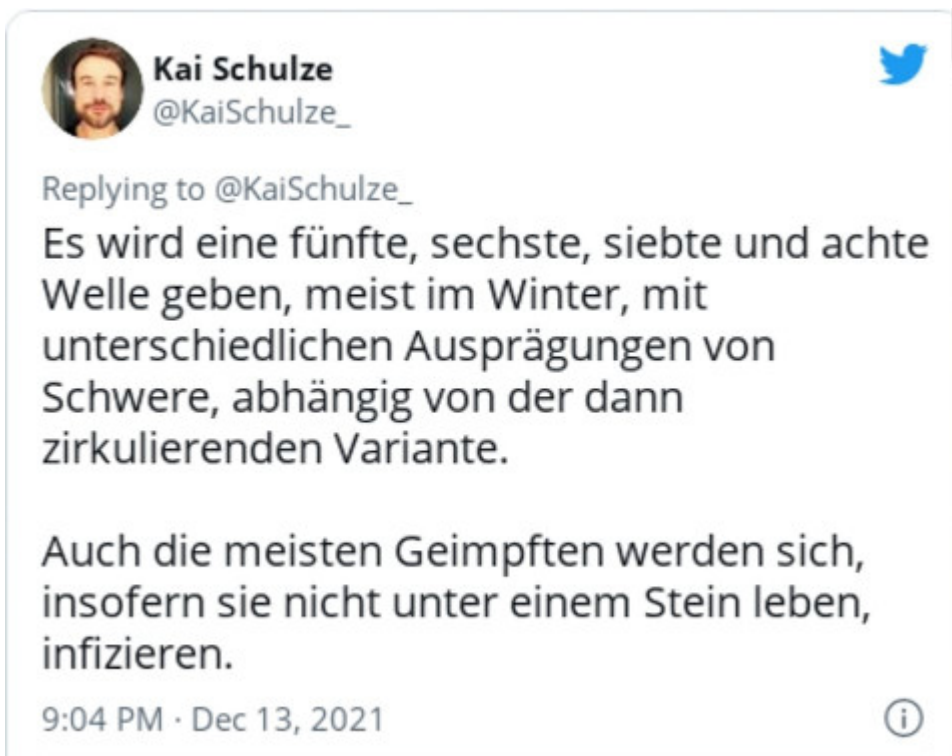 Kai Schulze
@KaiSchulze_
Replying to @KaiSchulze_
Es wird eine fünfte, sechste, siebte und achte
Welle geben, meist im Winter, mit
unterschiedlichen Ausprägungen von
Schwere, abhängig von der dann
zirkulierenden Variante.
Auch die meisten Geimpften werden sich,
insofern sie nicht unter einem Stein leben,
infizieren.
9:04 PM · Dec 13, 2021